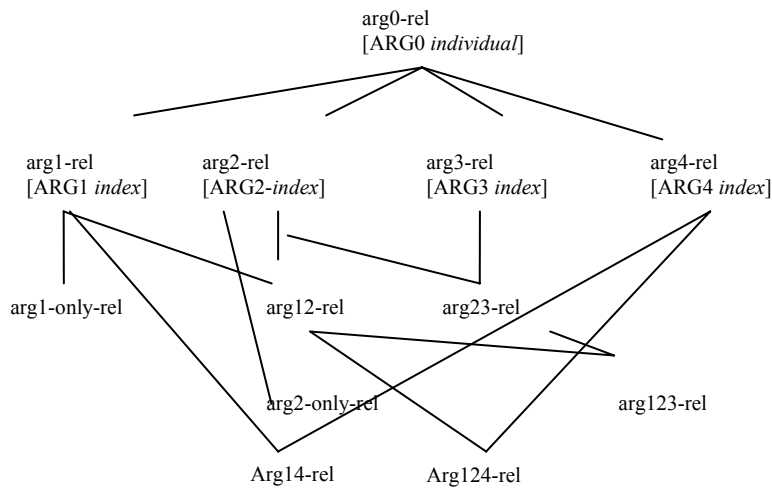 arg0-rel
[ARG0 individual]
arg1-rel
[ARG1 index]
arg2-rel
[ARG2-index]
arg3-rel
[ARG3 index]
arg4-rel
[ARG4 index]
arg1-only-rel
arg12-rel
arg23-rel
arg2-only-rel
arg123-rel
Arg14-rel
Arg124-rel